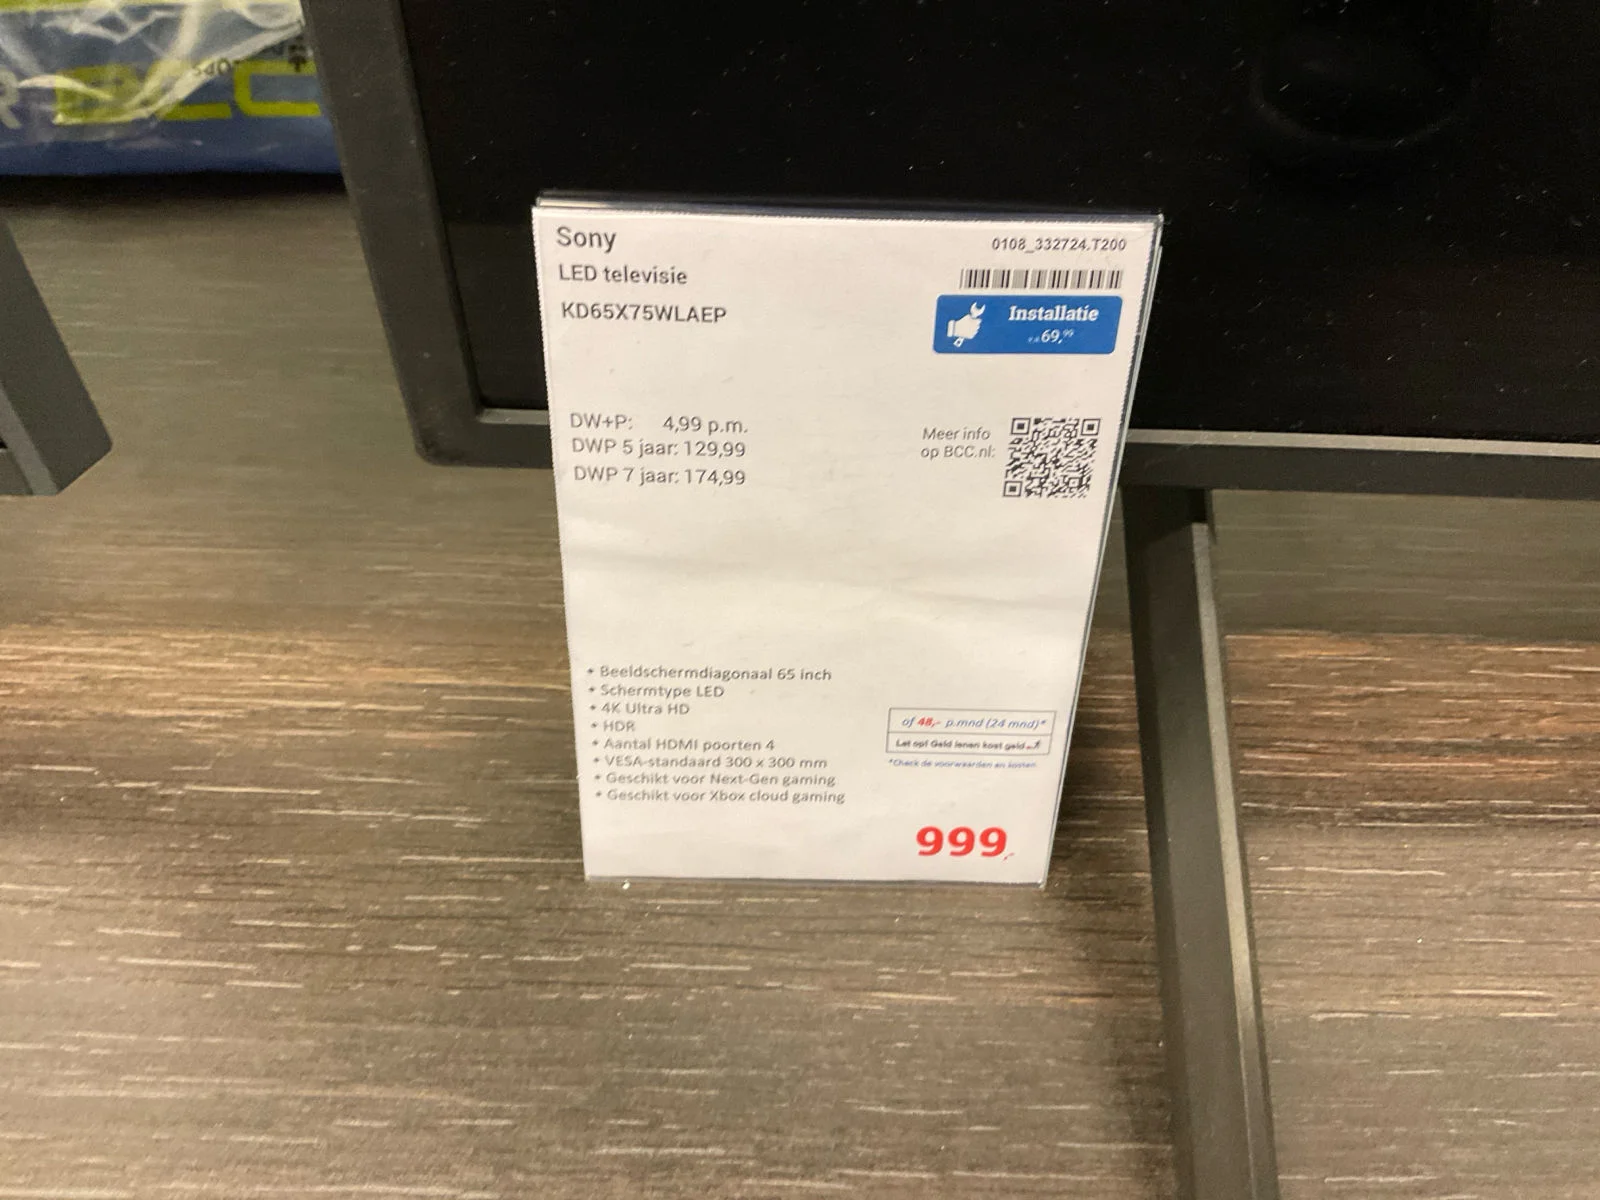 BCC
Sony
0108_332724.T200
LED televisie
KD65X75WLAEP
Installatie
69,99
DW+P: 4,99 p.m.
DWP 5 jaar: 129,99
DWP 7 jaar: 174,99
Meer info
op BCC.nl:
* Beeldschermdiagonaal 65 inch
* Schermtype LED
* 4K Ultra HD
* HDR
* Aantal HDMI poorten 4
* VESA-standaard 300 x 300 mm
* Geschikt voor Next-Gen gaming
* Geschikt voor Xbox cloud gaming
of 48,- p.mnd (24 mnd)*
Let op! Geld lenen kost geld
*Check de voorwaarden en kosten
999,-